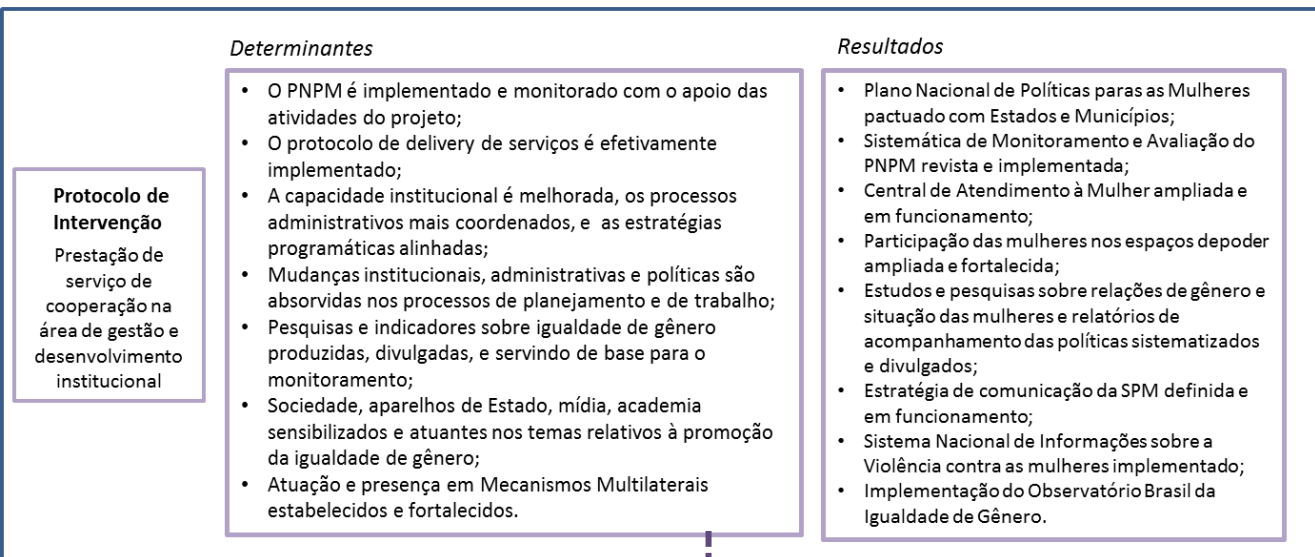 Determinantes
Resultados
Protocolo de
Intervenção
Prestação de
serviço de
cooperação na
área de gestão e
desenvolvimento
institucional
• O PNPM é implementado e monitorado com o apoio das
atividades do projeto;
• O protocolo de delivery de serviços é efetivamente
implementado;
• A capacidade institucional é melhorada, os processos
administrativos mais coordenados, e as estratégias
programáticas alinhadas;
• Mudanças institucionais, administrativas e políticas são
absorvidas nos processos de planejamento e de trabalho;
• Pesquisas e indicadores sobre igualdade de gênero
produzidas, divulgadas, e servindo de base para o
monitoramento;
• Sociedade, aparelhos de Estado, mídia, academia
sensibilizados e atuantes nos temas relativos à promoção
da igualdade de gênero;
• Atuação e presença em Mecanismos Multilaterais
estabelecidos e fortalecidos.
• Plano Nacional de Políticas paras as Mulheres
pactuado com Estados e Municípios;
• Sistemática de Monitoramento e Avaliação do
PNPM revista e implementada;
• Central de Atendimento à Mulher ampliada e
em funcionamento;
• Participação das mulheres nos espaços depoder
ampliada e fortalecida;
• Estudos e pesquisas sobre relações de gênero e
situação das mulheres e relatórios de
acompanhamento das políticas sistematizados
e divulgados;
• Estratégia de comunicação da SPM definida e
em funcionamento;
• Sistema Nacional de Informações sobre a
Violência contra as mulheres implementado;
• Implementação do Observatório Brasil da
Igualdade de Gênero.